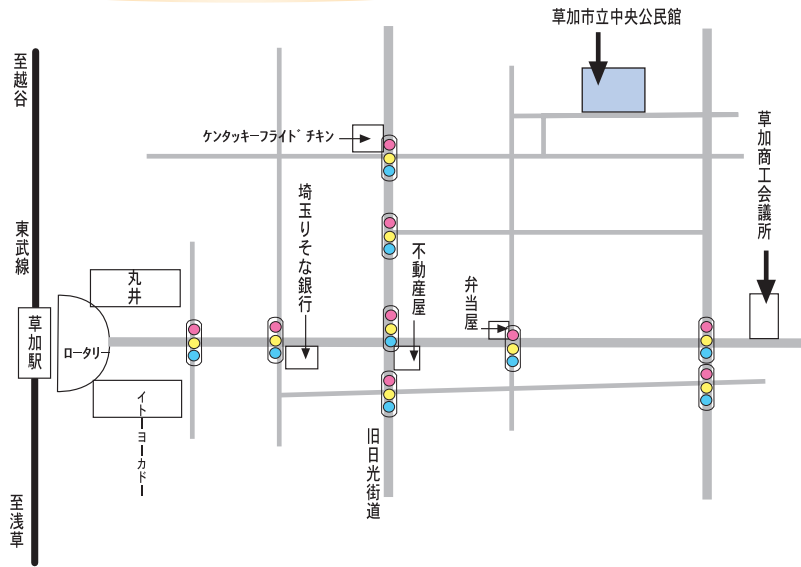 草加市立中央公民館
至越谷
草加商工会議所
ケンタッキーフライドチキン
埼玉りそな銀行
東武線
不動産屋
丸井
弁当屋
草加駅
ロータリー
イトーヨーカドー
旧日光街道
至浅草